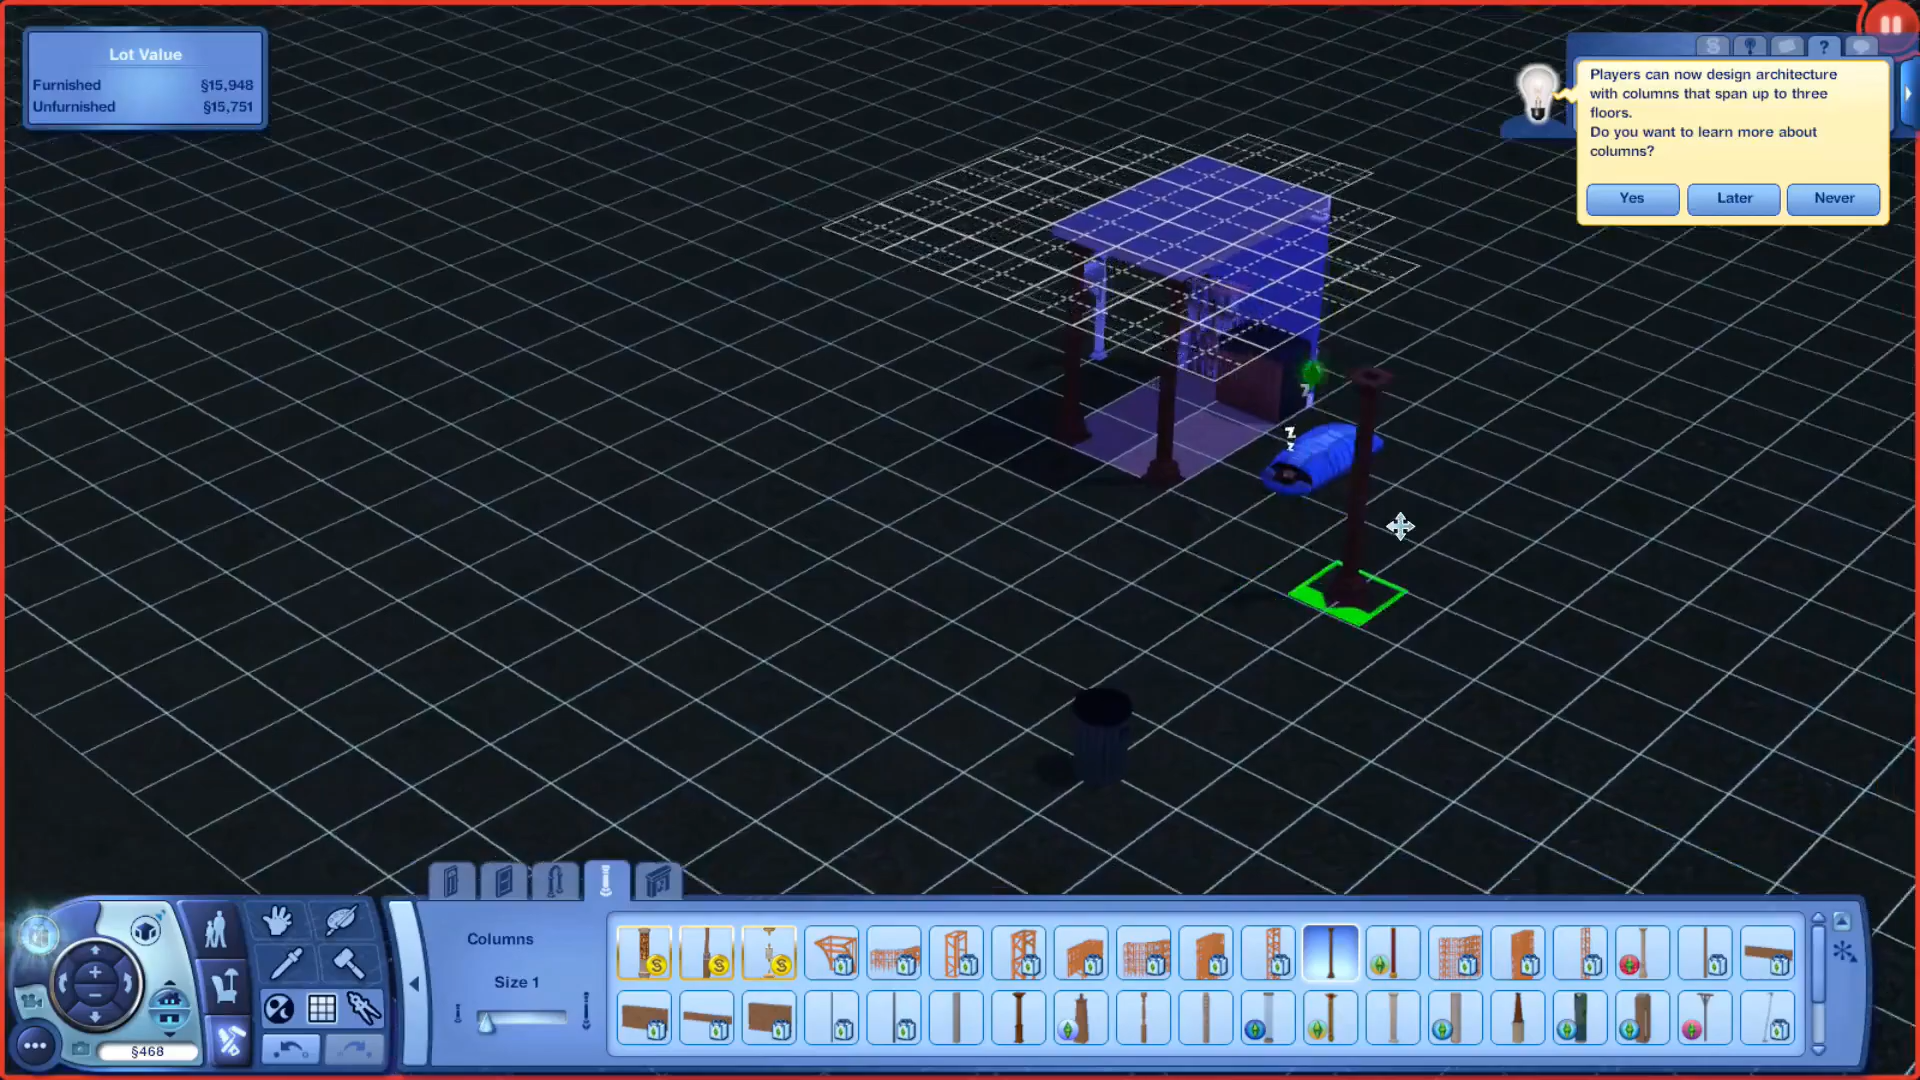 Lot Value
Furnished §15,948
Unfurnished §15,751
Players can now design architecture
with columns that span up to three
floors.
Do you want to learn more about
columns?
Yes Later Never
z
z
z
Columns
Size 1
§468